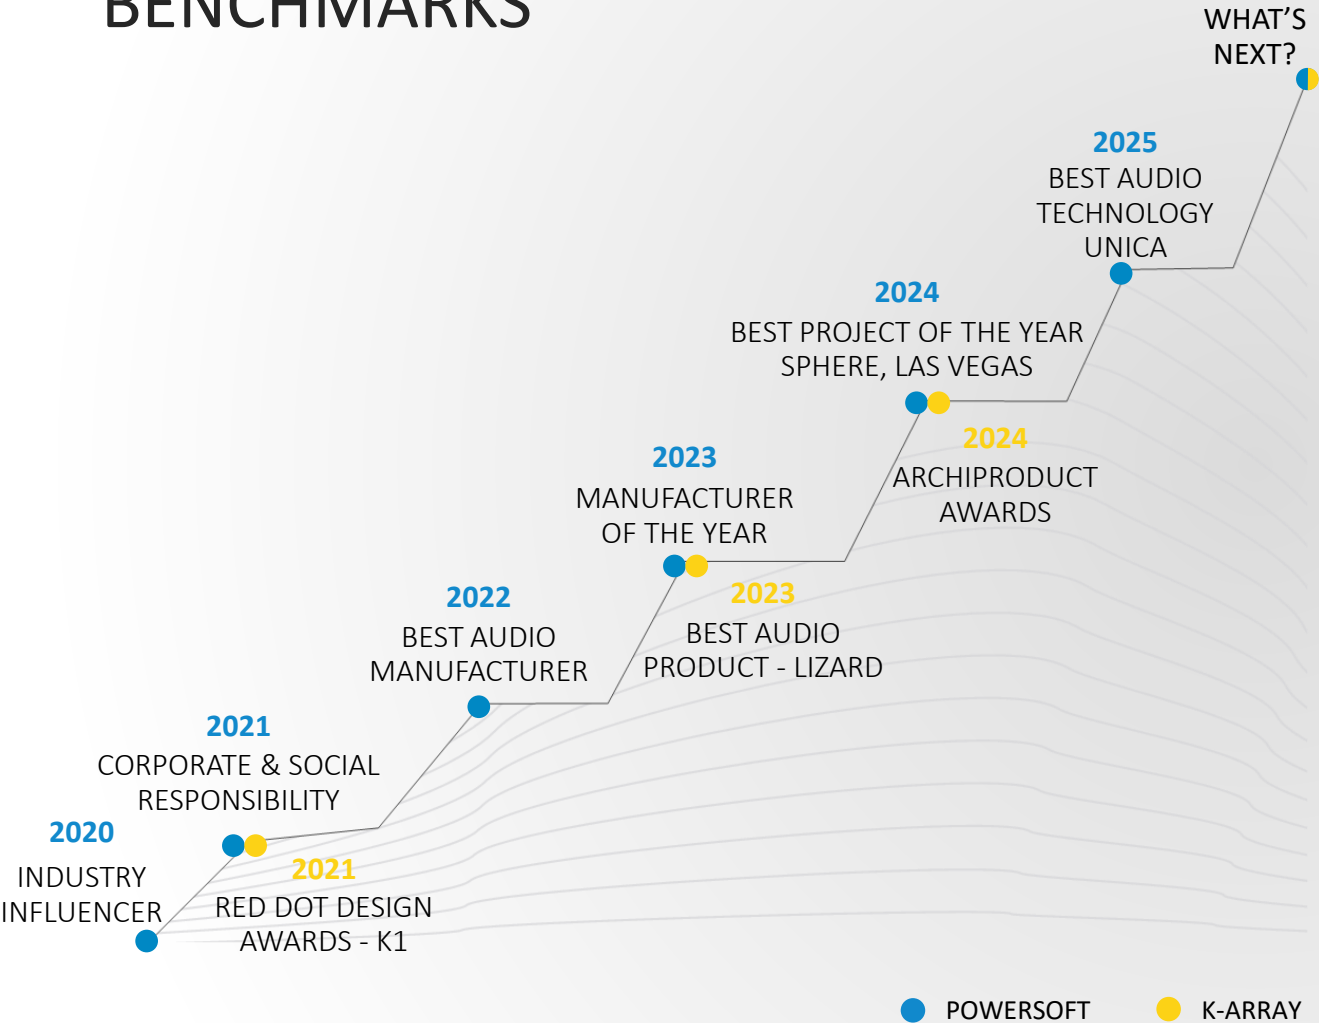 BENCHMARKS
WHAT'S
NEXT?
2025
BEST AUDIO
TECHNOLOGY
UNICA
2024
BEST PROJECT OF THE YEAR
SPHERE, LAS VEGAS
2024
ARCHIPRODUCT
AWARDS
2023
MANUFACTURER
OF THE YEAR
2023
BEST AUDIO
PRODUCT - LIZARD
2022
BEST AUDIO
MANUFACTURER
2021
CORPORATE & SOCIAL
RESPONSIBILITY
2020
INDUSTRY
INFLUENCER
2021
RED DOT DESIGN
AWARDS - K1
POWERSOFT
K-ARRAY